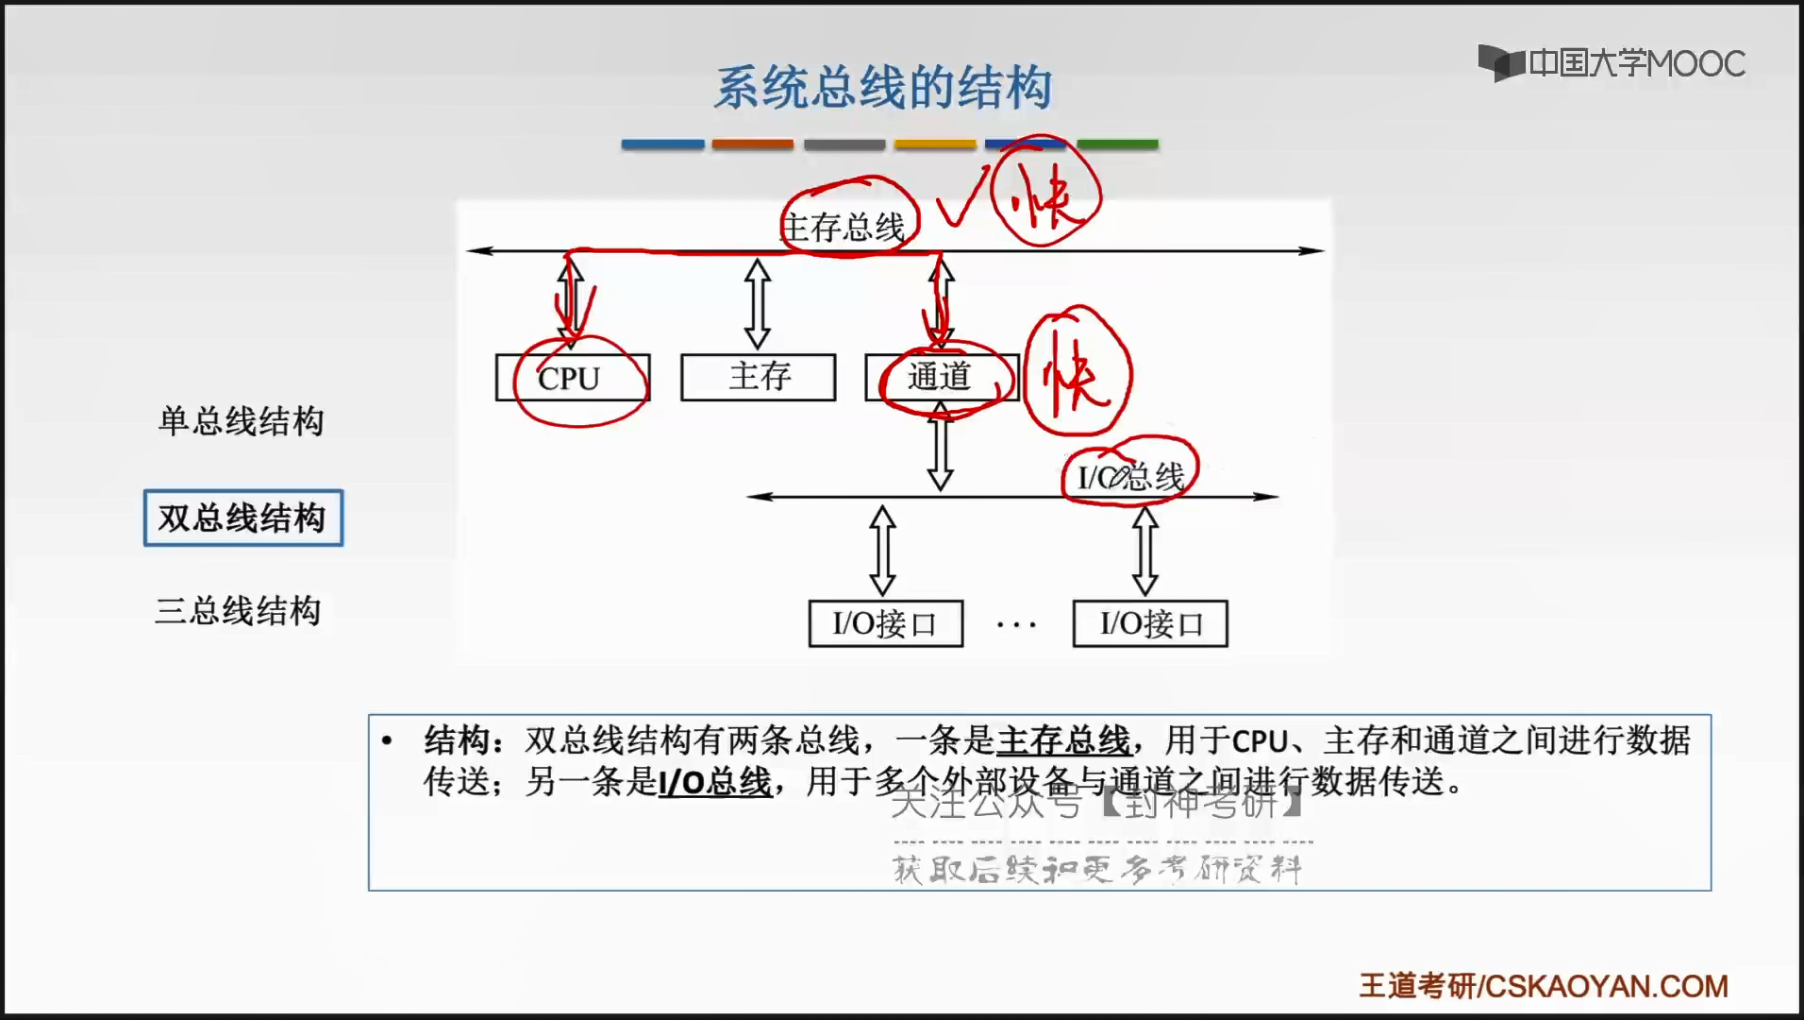 中国大学MOOC
系统总线的结构
主存总线
快
CPU
主存
通道
快
单总线结构
双总线结构
三总线结构
I/O总线
I/O接口
···
I/O接口
• 结构：双总线结构有两条总线，一条是主存总线，用于CPU、主存和通道之间进行数据
传送；另一条是I/O总线，用于多个外部设备与通道之间进行数据传送。
关注公众号【封神考研】
获取后续和更多考研资料
王道考研/CSKAOYAN.COM